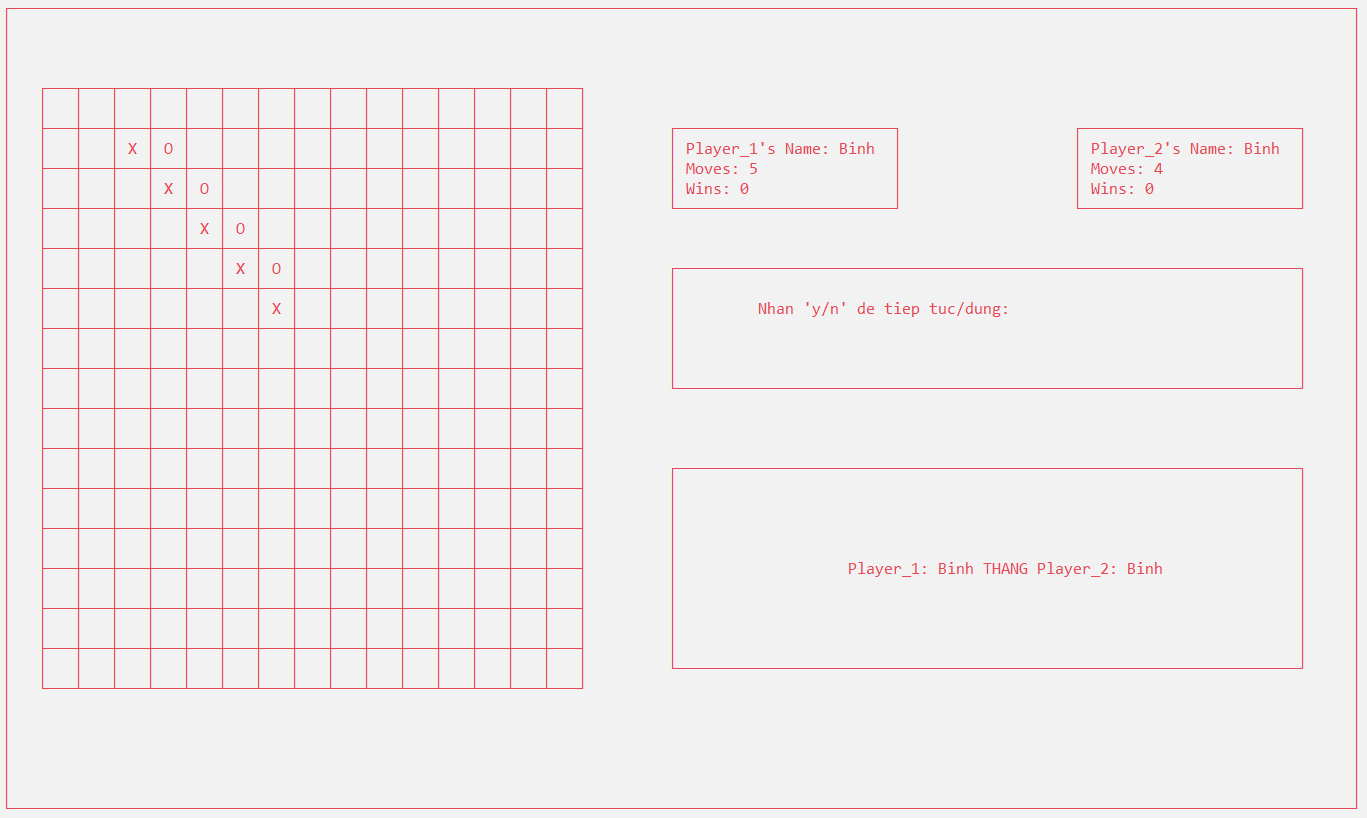 X O
X O
X O
X O
X
Player_1's Name: Binh
Moves: 5
Wins: 0
Player_2's Name: Binh
Moves: 4
Wins: 0
Nhan 'y/n' de tiep tuc/dung:
Player_1: Binh THANG Player_2: Binh